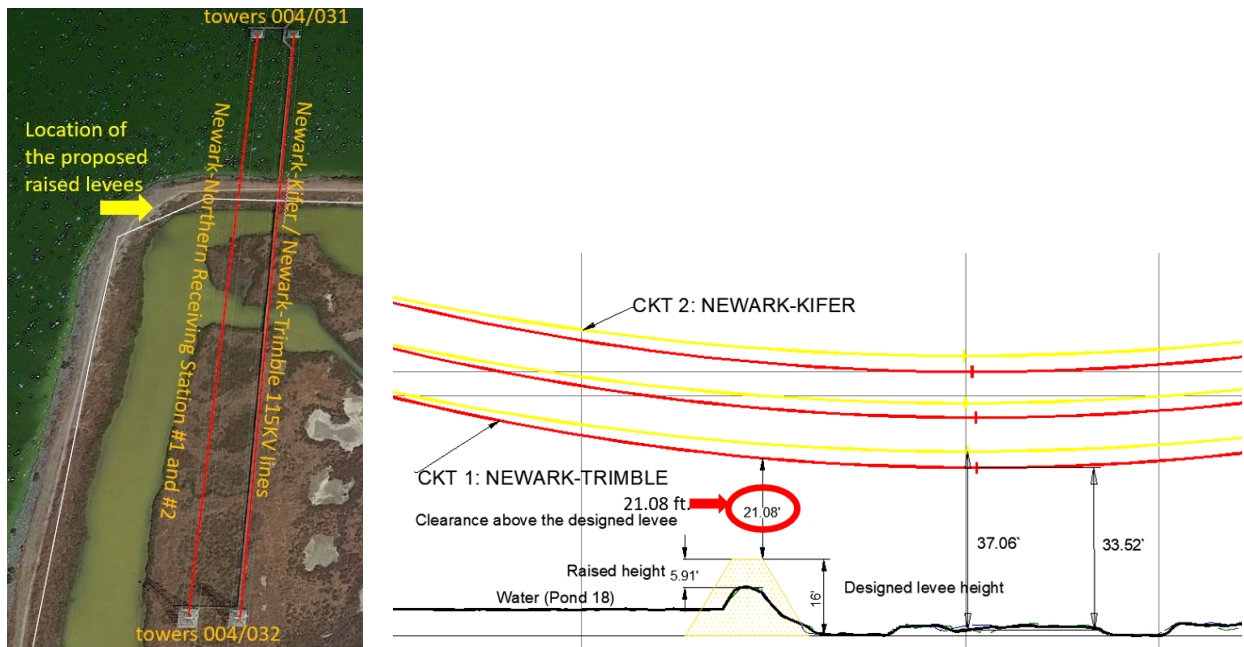 towers 004/031
Location of
the proposed
raised levees
Newark-Northern Receiving Station #1 and #2
Newark-Kifer / Newark-Trimble 115KV lines
towers 004/032
CKT 2: NEWARK-KIFER
CKT 1: NEWARK-TRIMBLE
21.08 ft.
21.08'
Clearance above the designed levee
37.06'
33.52'
Raised height
5.91'
16'
Designed levee height
Water (Pond 18)